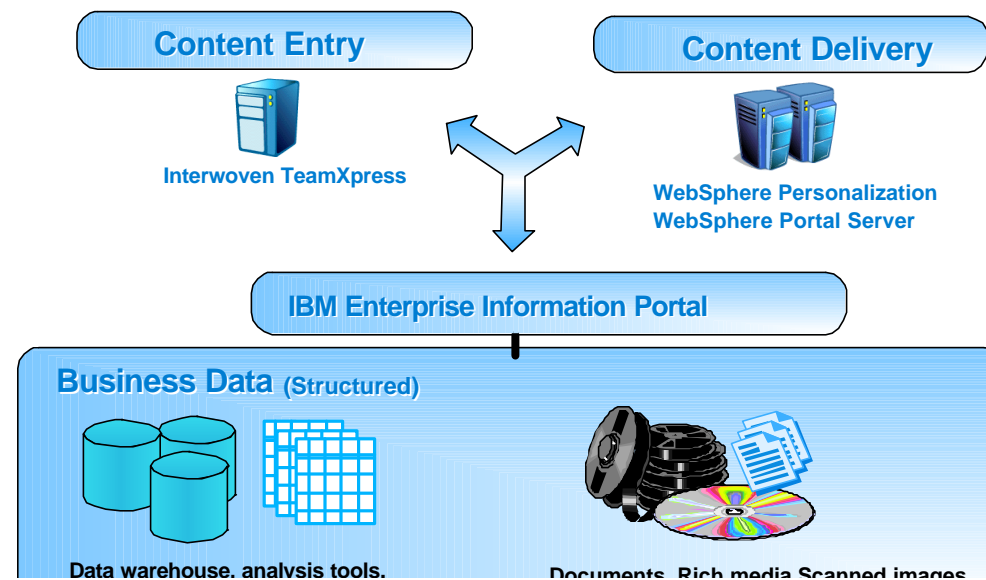 Content Entry
Content Delivery
Interwoven TeamXpress
WebSphere Personalization
WebSphere Portal Server
IBM Enterprise Information Portal
Business Data (Structured)
Data warehouse, analysis tools,
Documents, Rich media Scanned images